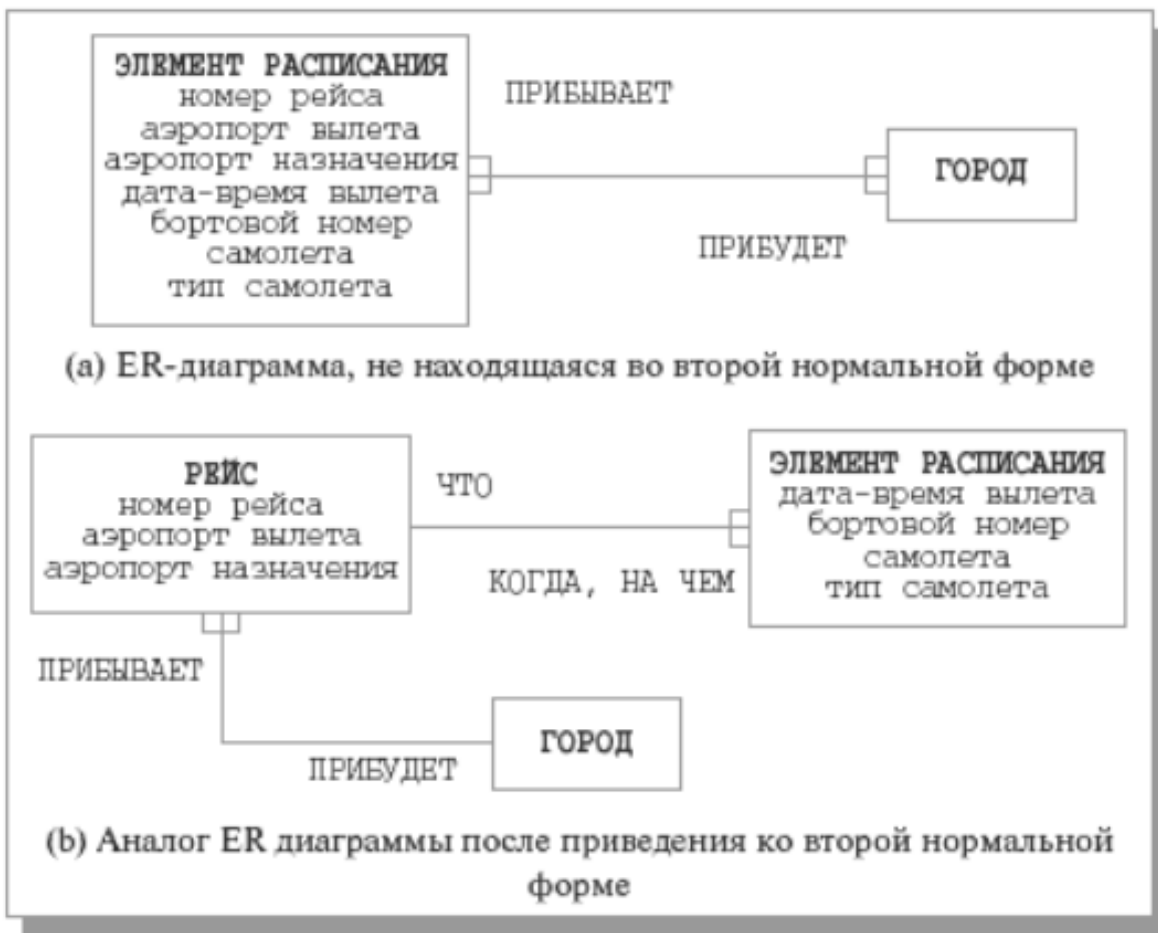 ЭЛЕМЕНТ РАСПИСАНИЯ
номер рейса
аэропорт вылета
аэропорт назначения
дата-время вылета
бортовой номер
самолета
тип самолета
ПРИБЫВАЕТ
ГОРОД
ПРИБУДЕТ
(a) ER-диаграмма, не находящаяся во второй нормальной форме
РЕЙС
номер рейса
аэропорт вылета
аэропорт назначения
ЧТО
КОГДА, НА ЧЕМ
ЭЛЕМЕНТ РАСПИСАНИЯ
дата-время вылета
бортовой номер
самолета
тип самолета
ПРИБЫВАЕТ
ПРИБУДЕТ
ГОРОД
(b) Аналог ER диаграммы после приведения ко второй нормальной
форме